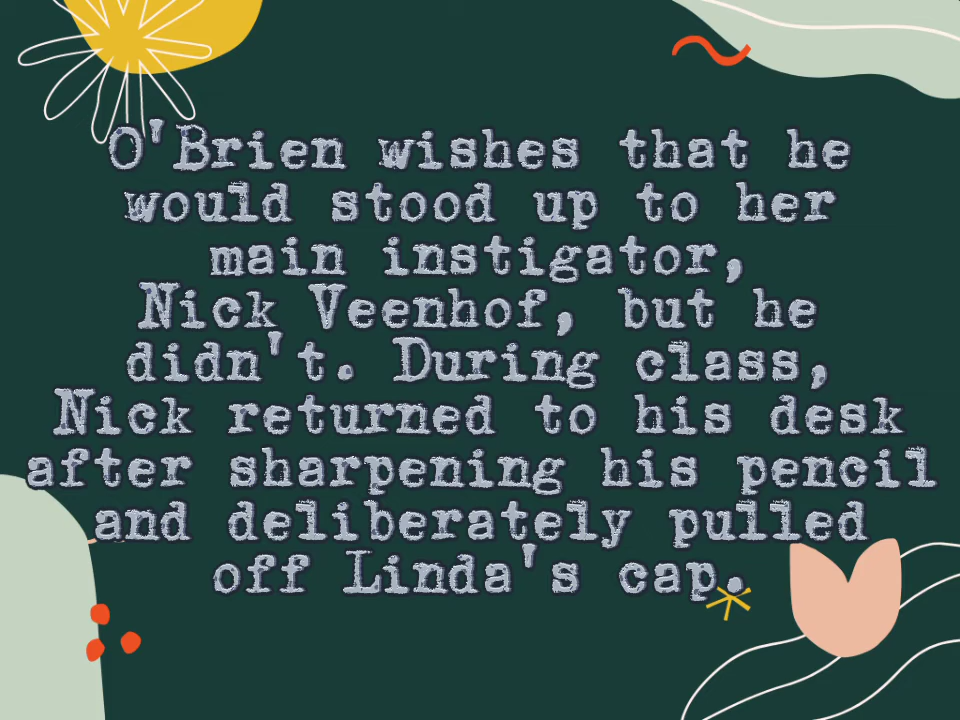 O'Brien wishes that he
would stood up to her
main instigator,
Nick Veenhof, but he
didn't. During class,
Nick returned to his desk
after sharpening his pencil
and deliberately pulled
off Linda's cap.